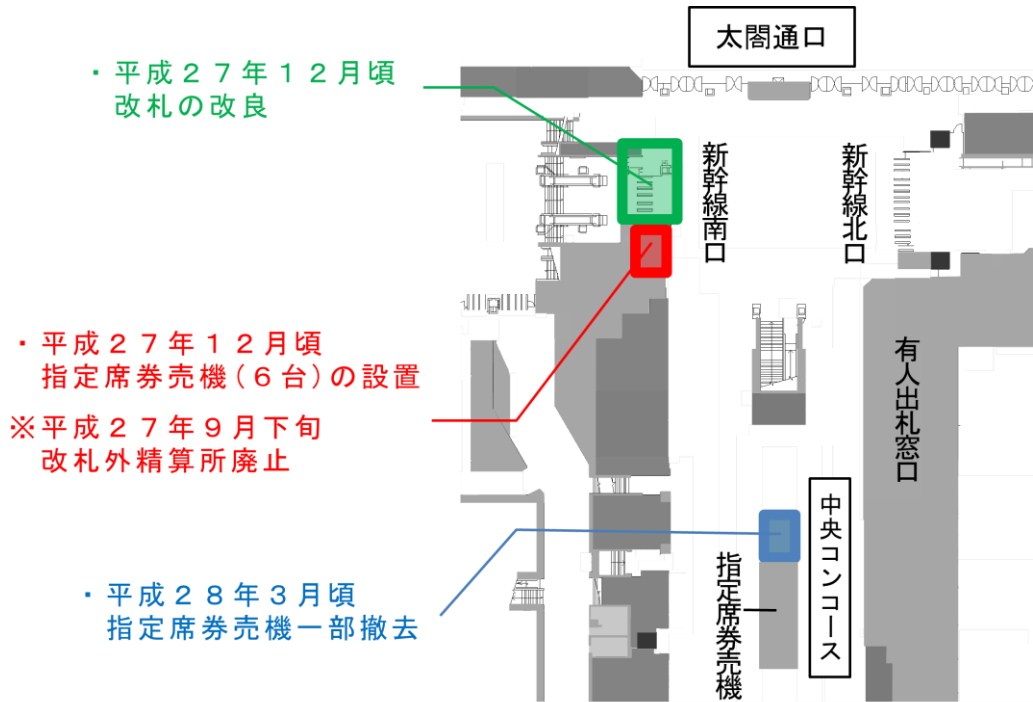 太閤通口
・平成２７年１２月頃
改札の改良
新幹線南口
新幹線北口
・平成２７年１２月頃
指定席券売機（６台）の設置
※平成２７年９月下旬
改札外精算所廃止
有人出札窓口
中央コンコース
指定席券売機
・平成２８年３月頃
指定席券売機一部撤去